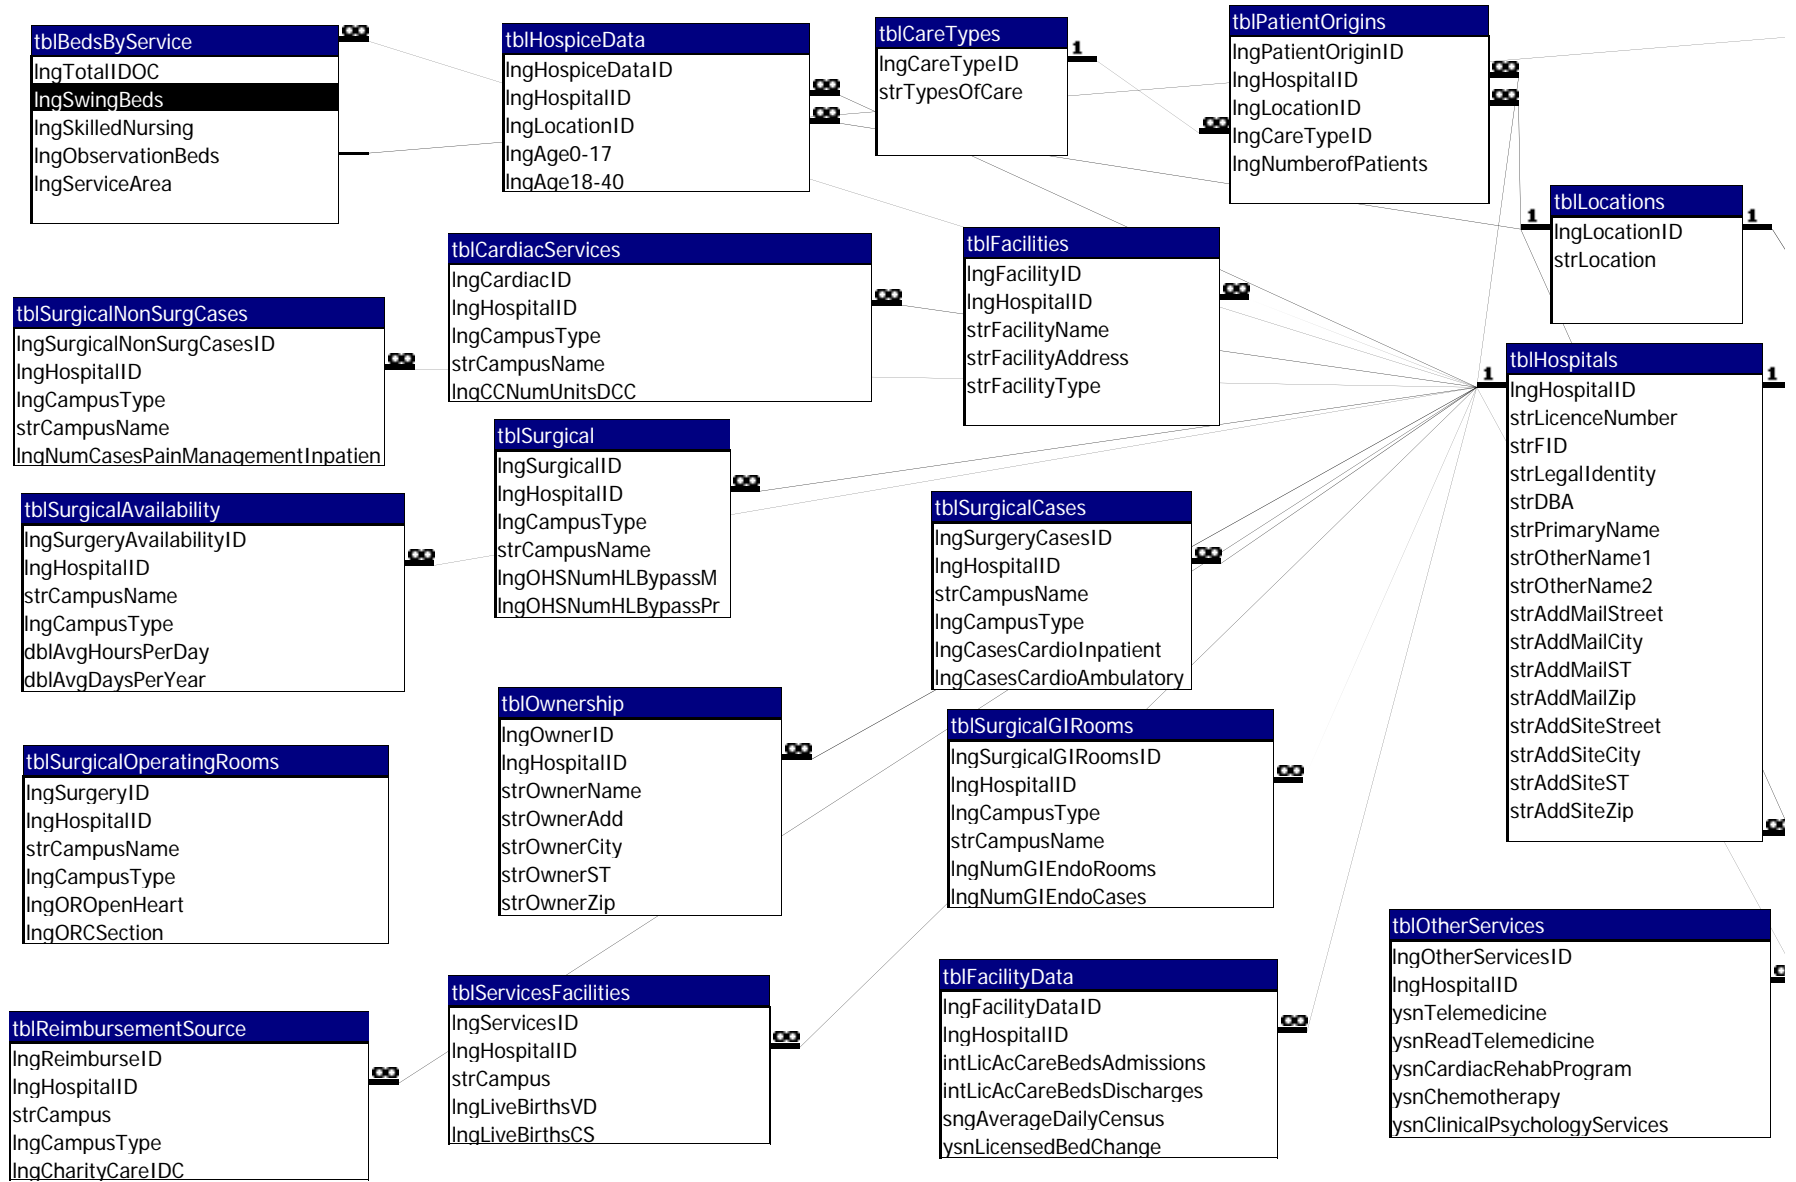 tblBedsByService
lngTotalIDOC
lngSwingBeds
lngSkilledNursing
lngObservationBeds
lngServiceArea
tblHospiceData
lngHospiceDataID
lngHospitalID
lngLocationID
lngAge0-17
lngAge18-40
tblCareTypes
lngCareTypeID
strTypesOfCare
tblPatientOrigins
lngPatientOriginID
lngHospitalID
lngLocationID
lngCareTypeID
lngNumberofPatients
tblLocations
lngLocationID
strLocation
tblCardiacServices
lngCardiacID
lngHospitalID
lngCampusType
strCampusName
lngCCNumUnitsDCC
tblFacilities
lngFacilityID
lngHospitalID
strFacilityName
strFacilityAddress
strFacilityType
tblSurgicalNonSurgCases
lngSurgicalNonSurgCasesID
lngHospitalID
lngCampusType
strCampusName
lngNumCasesPainManagementInpatien
tblHospitals
lngHospitalID
strLicenceNumber
strFID
strLegalIdentity
strDBA
strPrimaryName
strOtherName1
strOtherName2
strAddMailStreet
strAddMailCity
strAddMailST
strAddMailZip
strAddSiteStreet
strAddSiteCity
strAddSiteST
strAddSiteZip
tblSurgical
lngSurgicalID
lngHospitalID
lngCampusType
strCampusName
lngOHSNumHLBypassM
lngOHSNumHLBypassPr
tblSurgicalAvailability
lngSurgeryAvailabilityID
lngHospitalID
strCampusName
lngCampusType
dblAvgHoursPerDay
dblAvgDaysPerYear
tblSurgicalCases
lngSurgeryCasesID
lngHospitalID
strCampusName
lngCampusType
lngCasesCardioInpatient
lngCasesCardioAmbulatory
tblOwnership
lngOwnerID
lngHospitalID
strOwnerName
strOwnerAdd
strOwnerCity
strOwnerST
strOwnerZip
tblSurgicalGIRooms
lngSurgicalGIRoomsID
lngHospitalID
lngCampusType
strCampusName
lngNumGIEndoRooms
lngNumGIEndoCases
tblSurgicalOperatingRooms
lngSurgeryID
lngHospitalID
strCampusName
lngCampusType
lngOROpenHeart
lngORCSection
tblOtherServices
lngOtherServicesID
lngHospitalID
ysnTelemedicine
ysnReadTelemedicine
ysnCardiacRehabProgram
ysnChemotherapy
ysnClinicalPsychologyServices
tblServicesFacilities
lngServicesID
lngHospitalID
strCampus
lngLiveBirthsVD
lngLiveBirthsCS
tblFacilityData
lngFacilityDataID
lngHospitalID
intLicAcCareBedsAdmissions
intLicAcCareBedsDischarges
sngAverageDailyCensus
ysnLicensedBedChange
tblReimbursementSource
lngReimburseID
lngHospitalID
strCampus
lngCampusType
lngCharityCareIDC
1
1
1
1
1